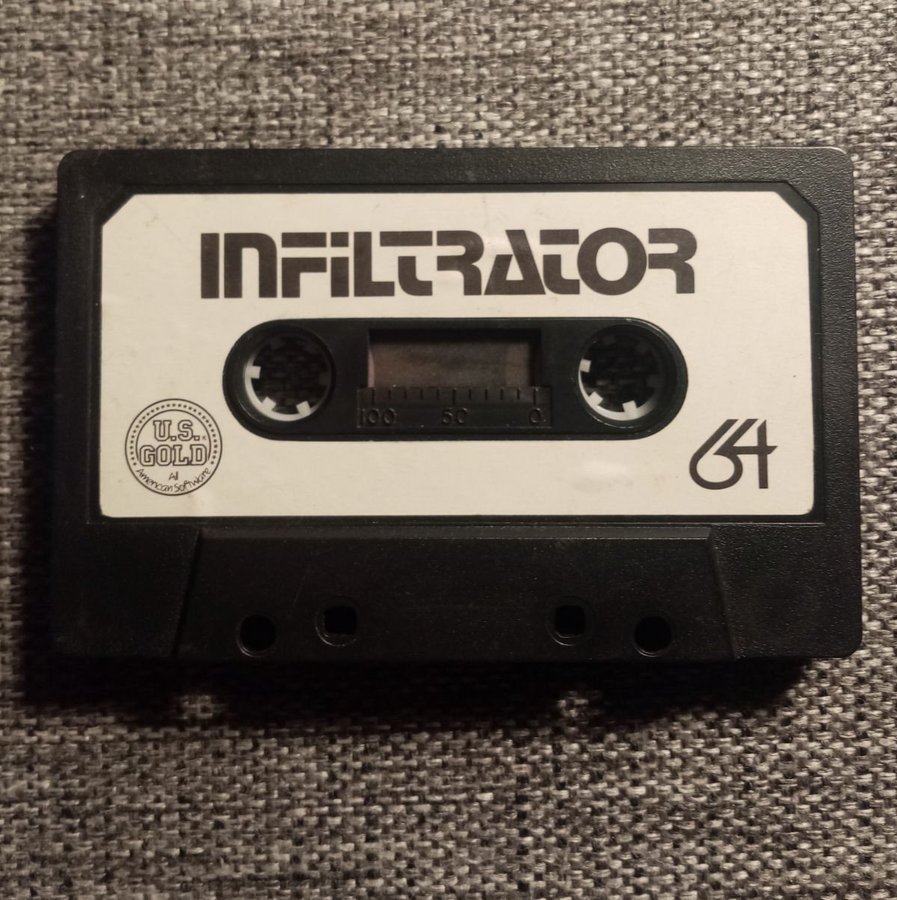 INFILTRATOR
100 50 0
U.S.
GOLD
All
American Software
64